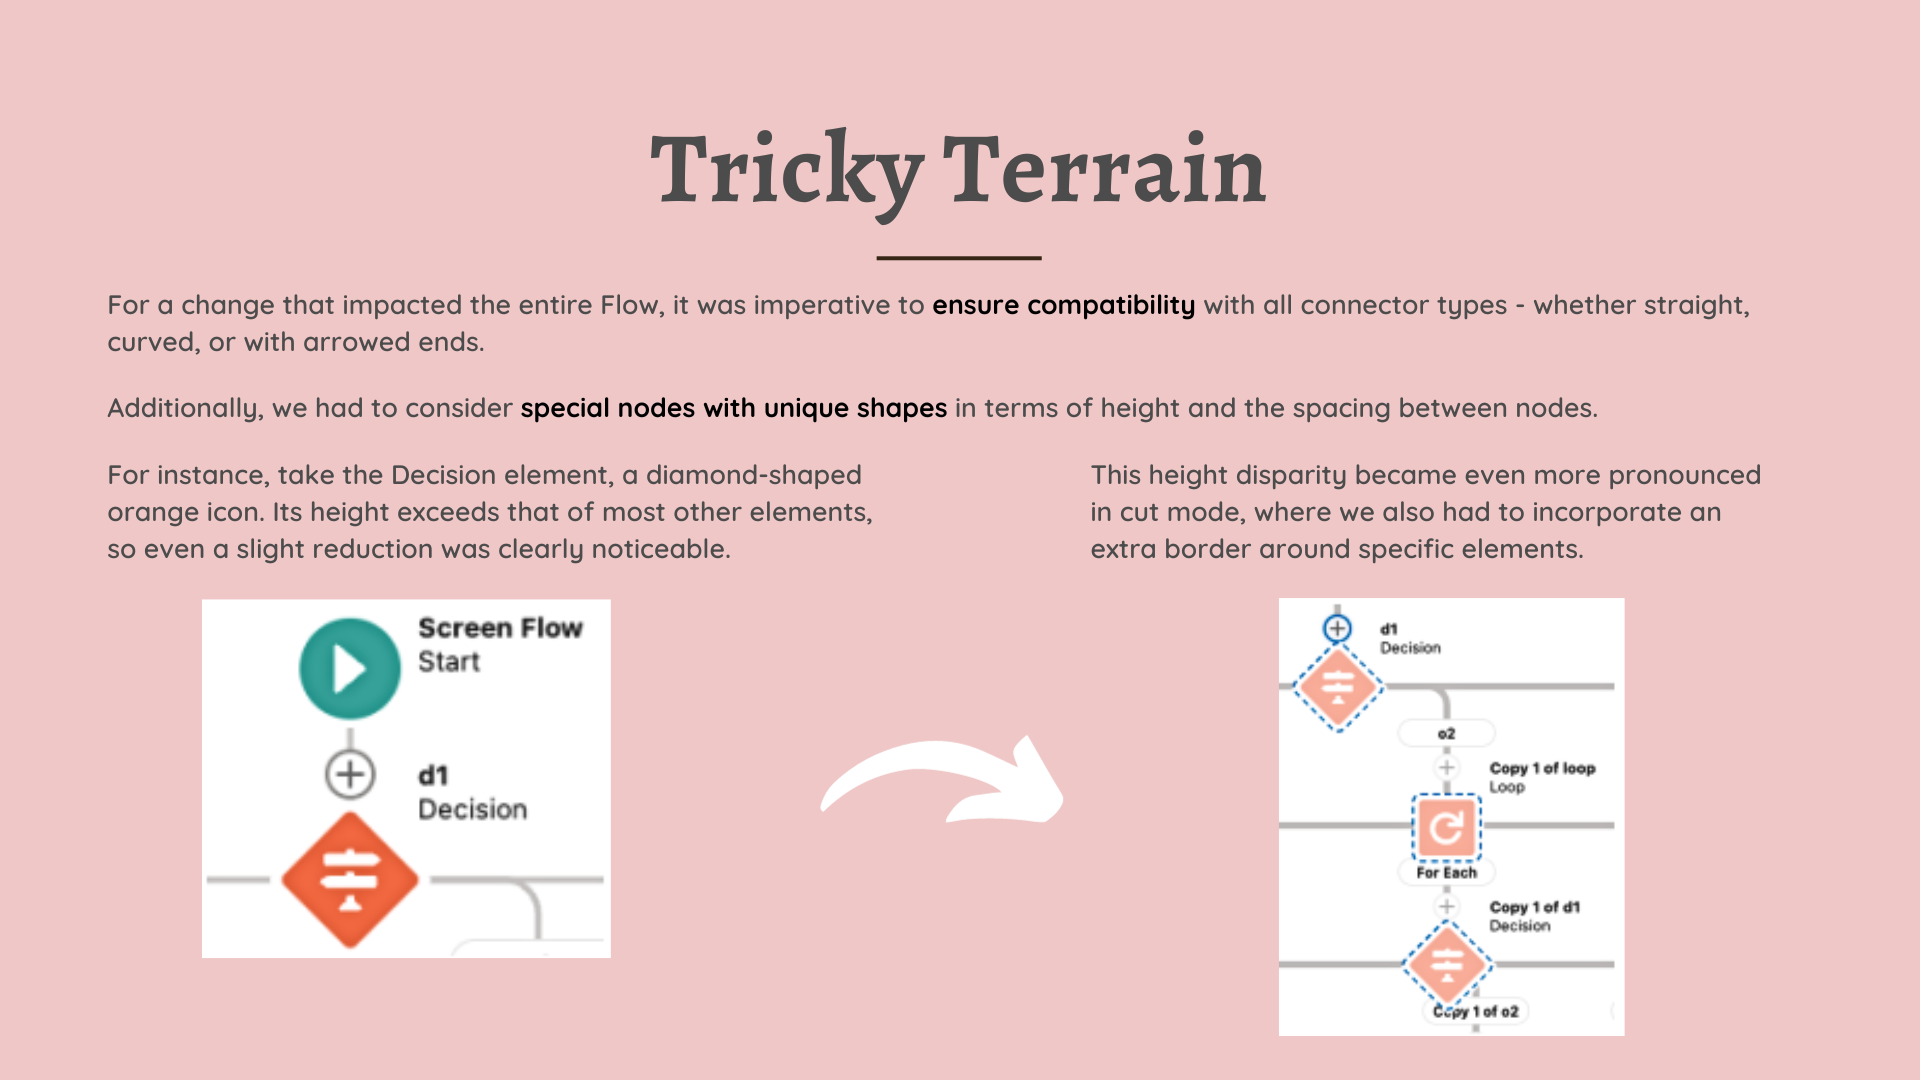 Tricky Terrain
For a change that impacted the entire Flow, it was imperative to ensure compatibility with all connector types - whether straight,
curved, or with arrowed ends.
Additionally, we had to consider special nodes with unique shapes in terms of height and the spacing between nodes.
For instance, take the Decision element, a diamond-shaped
orange icon. Its height exceeds that of most other elements,
so even a slight reduction was clearly noticeable.
This height disparity became even more pronounced
in cut mode, where we also had to incorporate an
extra border around specific elements.
Screen Flow
Start
d1
Decision
d1
Decision
o2
Copy 1 of loop
Loop
For Each
Copy 1 of d1
Decision
Copy 1 of o2